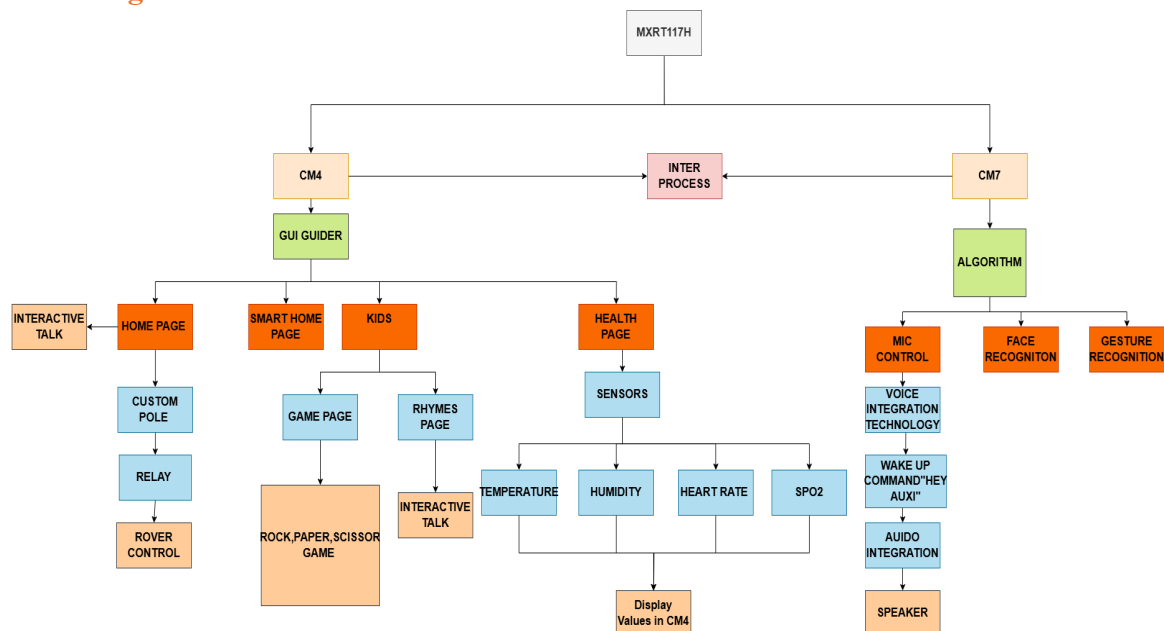 MXRT117H
CM4
INTER
PROCESS
CM7
GUI GUIDER
ALGORITHM
INTERACTIVE
TALK
HOME PAGE
SMART HOME
PAGE
KIDS
HEALTH
PAGE
MIC
CONTROL
FACE
RECOGNITON
GESTURE
RECOGNITION
CUSTOM
POLE
GAME PAGE
RHYMES
PAGE
SENSORS
VOICE
INTEGRATION
TECHNOLOGY
RELAY
TEMPERATURE
HUMIDITY
HEART RATE
SPO2
WAKE UP
COMMAND"HEY
AUXI"
ROVER
CONTROL
ROCK,PAPER,SCISSOR
GAME
INTERACTIVE
TALK
AUIDO
INTEGRATION
Display
Values in CM4
SPEAKER